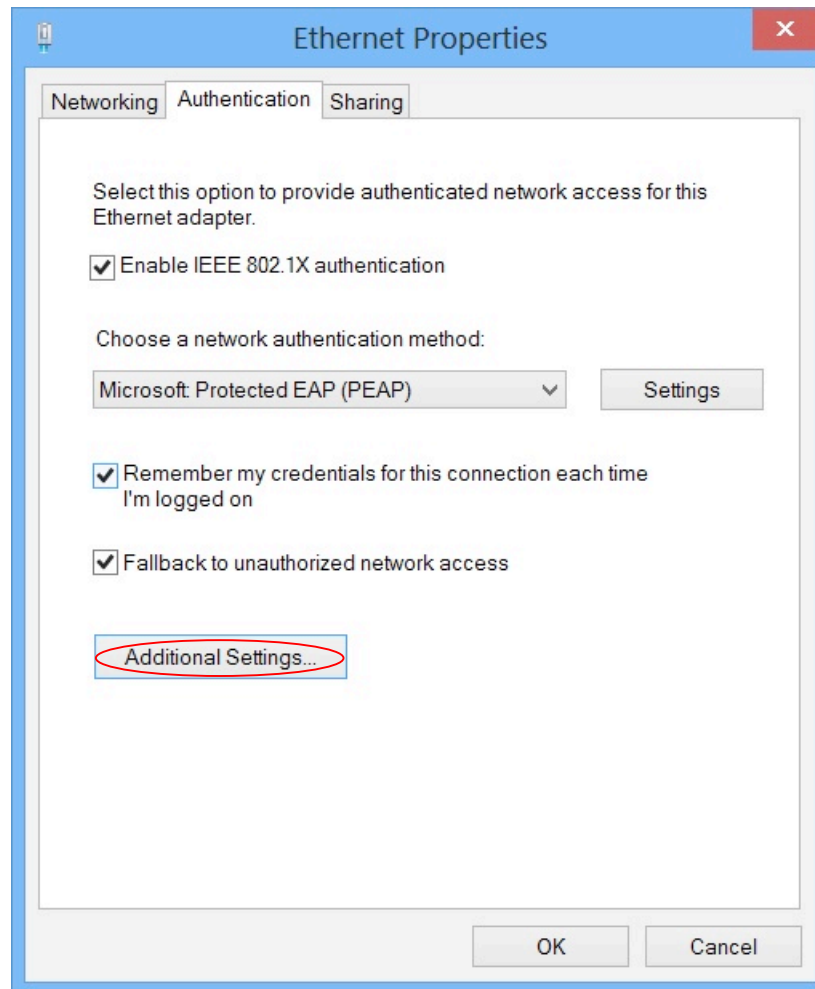 Ethernet Properties
Networking Authentication Sharing
Select this option to provide authenticated network access for this
Ethernet adapter.
Enable IEEE 802.1X authentication
Choose a network authentication method:
Microsoft: Protected EAP (PEAP) Settings
Remember my credentials for this connection each time
I'm logged on
Fallback to unauthorized network access
Additional Settings...
OK Cancel